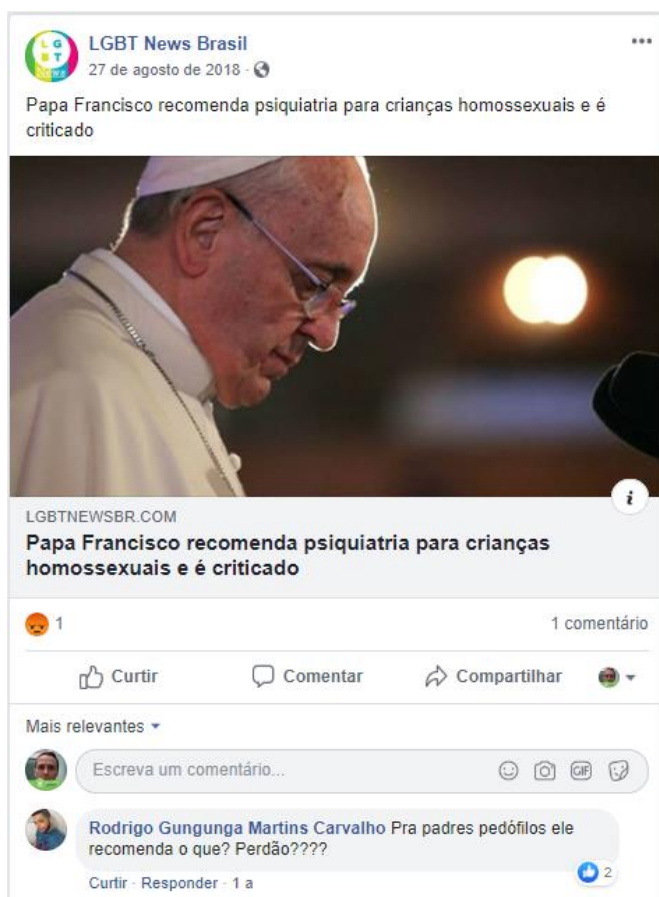 LGBT News Brasil
27 de agosto de 2018 ·
Papa Francisco recomenda psiquiatria para crianças homossexuais e é
criticado
LGBTNEWSBR.COM
Papa Francisco recomenda psiquiatria para crianças
homossexuais e é criticado
1 1 comentário
Curtir Comentar Compartilhar
Mais relevantes
Escreva um comentário... GIF
Rodrigo Gungunga Martins Carvalho Pra padres pedófilos ele
recomenda o que? Perdão????
2
Curtir · Responder · 1 a